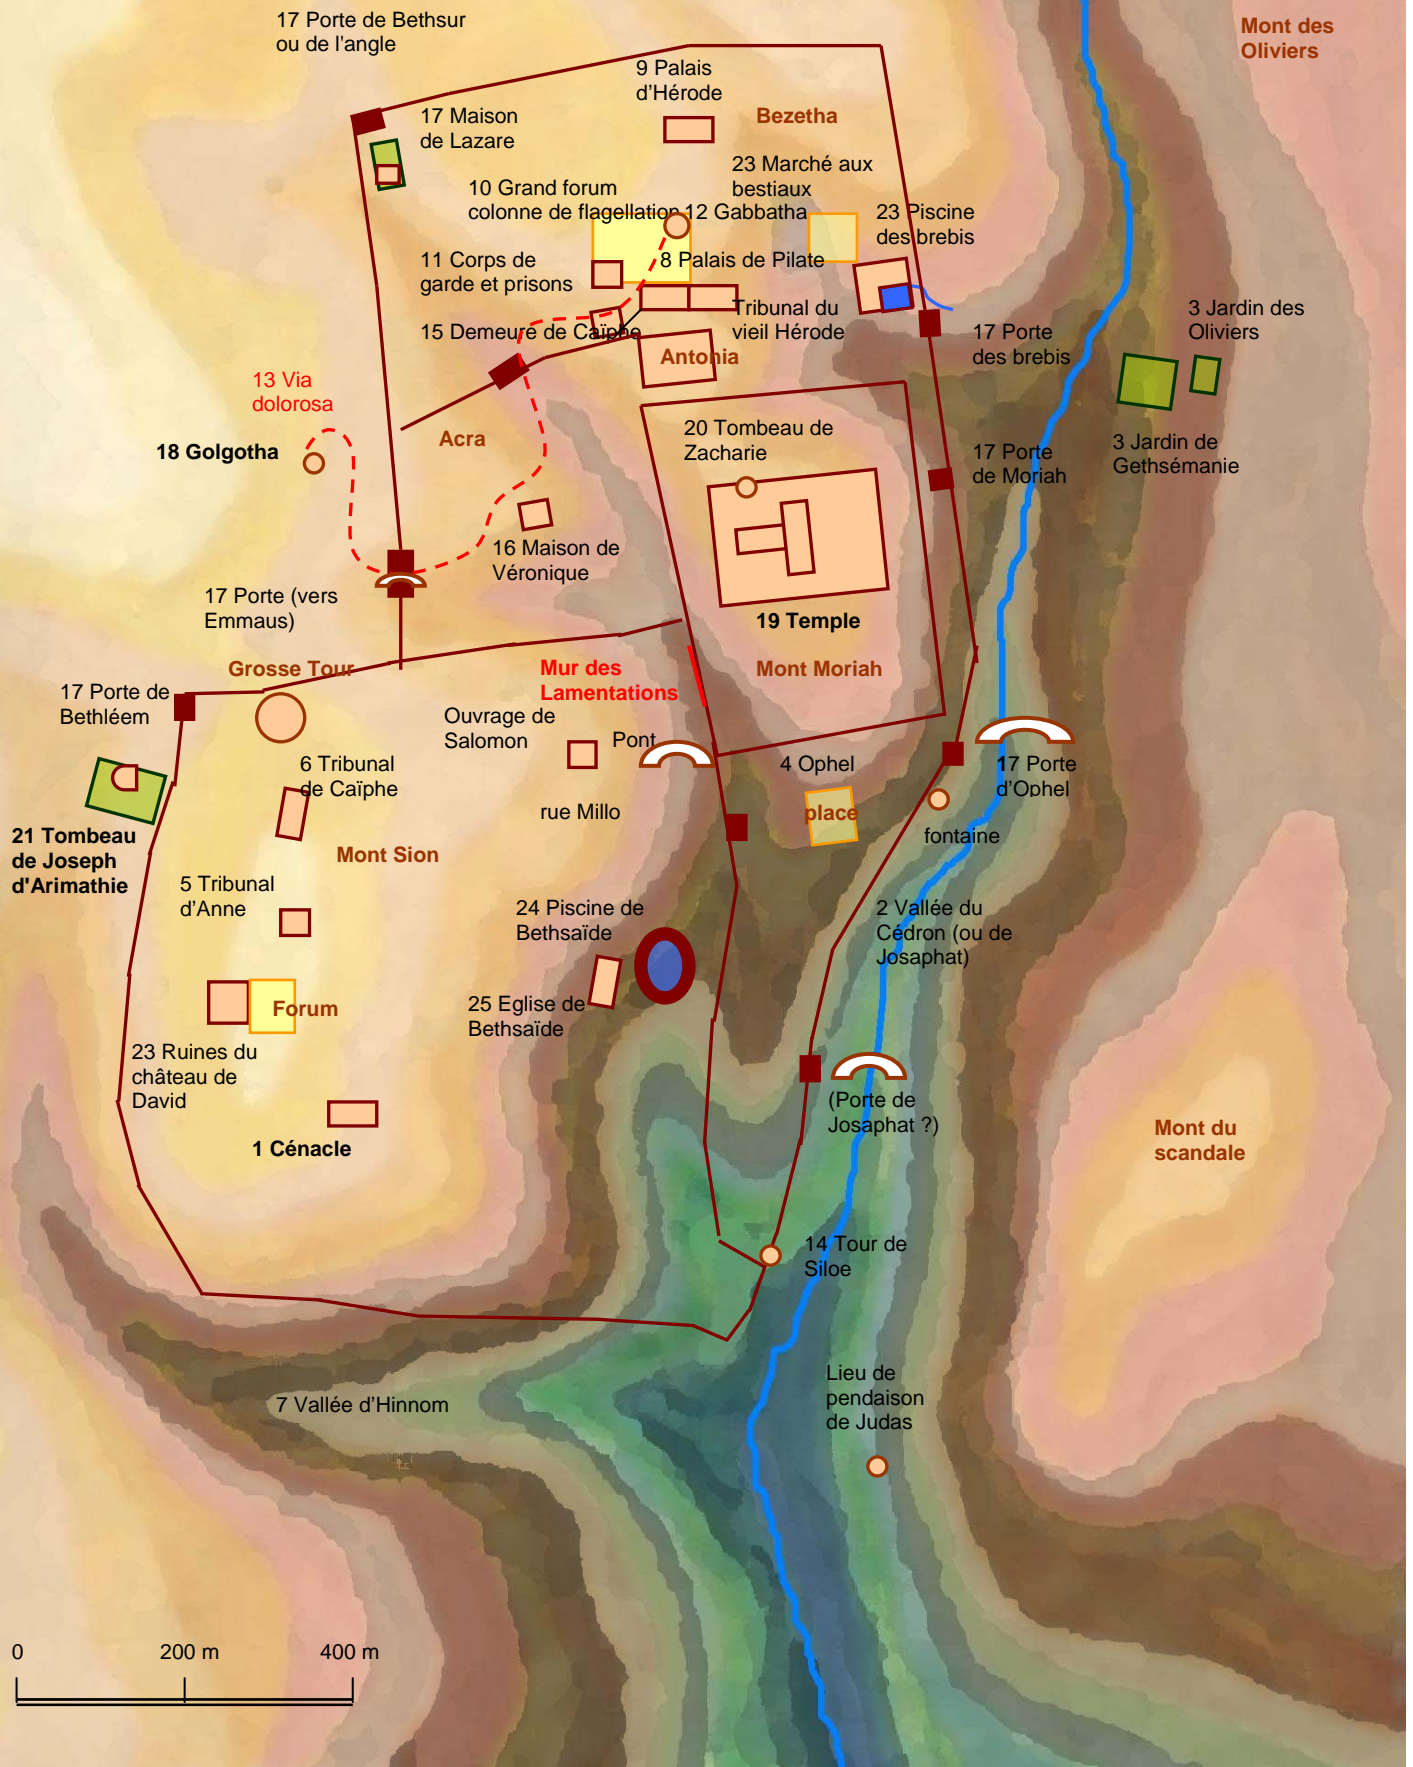 17 Porte de Bethsur
ou de l'angle
Mont des
Oliviers
9 Palais
d’Hérode
17 Maison
de Lazare
Bezetha
23 Marché aux
bestiaux
10 Grand forum
colonne de flagellation
12 Gabbatha
23 Piscine
des brebis
11 Corps de
garde et prisons
8 Palais de Pilate
Tribunal du
vieil Hérode
15 Demeure de Caïphe
Antonia
17 Porte
des brebis
3 Jardin des
Oliviers
13 Via
dolorosa
18 Golgotha
Acra
20 Tombeau de
Zacharie
17 Porte
de Moriah
3 Jardin de
Gethsémanie
16 Maison de
Véronique
17 Porte (vers
Emmaus)
19 Temple
Grosse Tour
Mur des
Lamentations
Mont Moriah
17 Porte de
Bethléem
Ouvrage de
Salomon
Pont
6 Tribunal
de Caïphe
4 Ophel
17 Porte
d’Ophel
rue Millo
place
fontaine
21 Tombeau
de Joseph
d'Arimathie
Mont Sion
5 Tribunal
d’Anne
24 Piscine de
Bethsaïde
2 Vallée du
Cédron (ou de
Josaphat)
25 Eglise de
Bethsaïde
Forum
23 Ruines du
château de
David
(Porte de
Josaphat ?)
1 Cénacle
Mont du
scandale
14 Tour de
Siloe
7 Vallée d’Hinnom
Lieu de
pendaison
de Judas
0
200 m
400 m